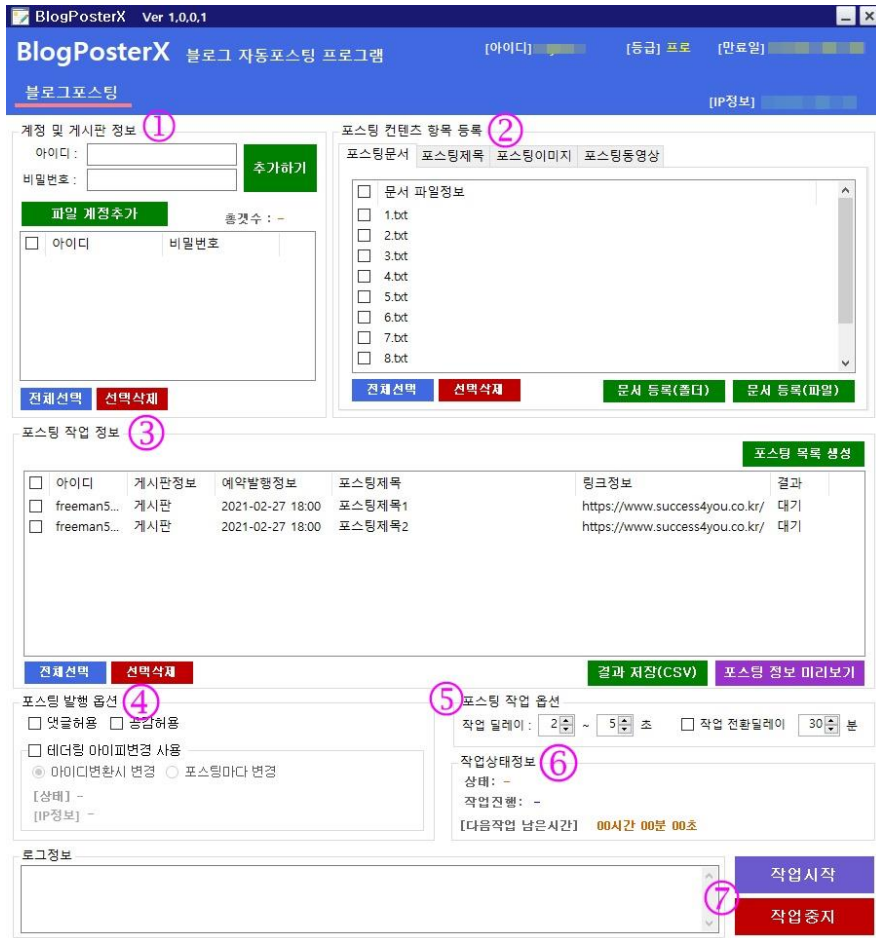 BlogPosterX Ver 1,0,0,1
BlogPosterX 블로그 자동포스팅 프로그램 [아이디] [등급] 프로 [만료일]
블로그포스팅 [IP정보]
계정 및 게시판 정보 ①
아이디 :
비밀번호 :
추가하기
파일 계정추가 총갯수 : -
아이디 비밀번호
전체선택 선택삭제
포스팅 컨텐츠 항목 등록 ②
포스팅문서 포스팅제목 포스팅이미지 포스팅동영상
문서 파일정보
1.txt
2.txt
3.txt
4.txt
5.txt
6.txt
7.txt
8.txt
전체선택 선택삭제 문서 등록(폴더) 문서 등록(파일)
포스팅 작업 정보 ③
포스팅 목록 생성
아이디 게시판정보 예약발행정보 포스팅제목 링크정보 결과
freeman5... 게시판 2021-02-27 18:00 포스팅제목1 https://www.success4you.co.kr/ 대기
freeman5... 게시판 2021-02-27 18:00 포스팅제목2 https://www.success4you.co.kr/ 대기
전체선택 선택삭제 결과 저장(CSV) 포스팅 정보 미리보기
포스팅 발행 옵션 ④
댓글허용 공감허용
테더링 아이피변경 사용
아이디변환시 변경 포스팅마다 변경
[상태] -
[IP정보] -
⑤ 포스팅 작업 옵션
작업 딜레이 : 2 ~ 5 초 작업 전환딜레이 30 분
작업상태정보 ⑥
상태: -
작업진행: -
[다음작업 남은시간] 00시간 00분 00초
로그정보
⑦
작업시작
작업중지